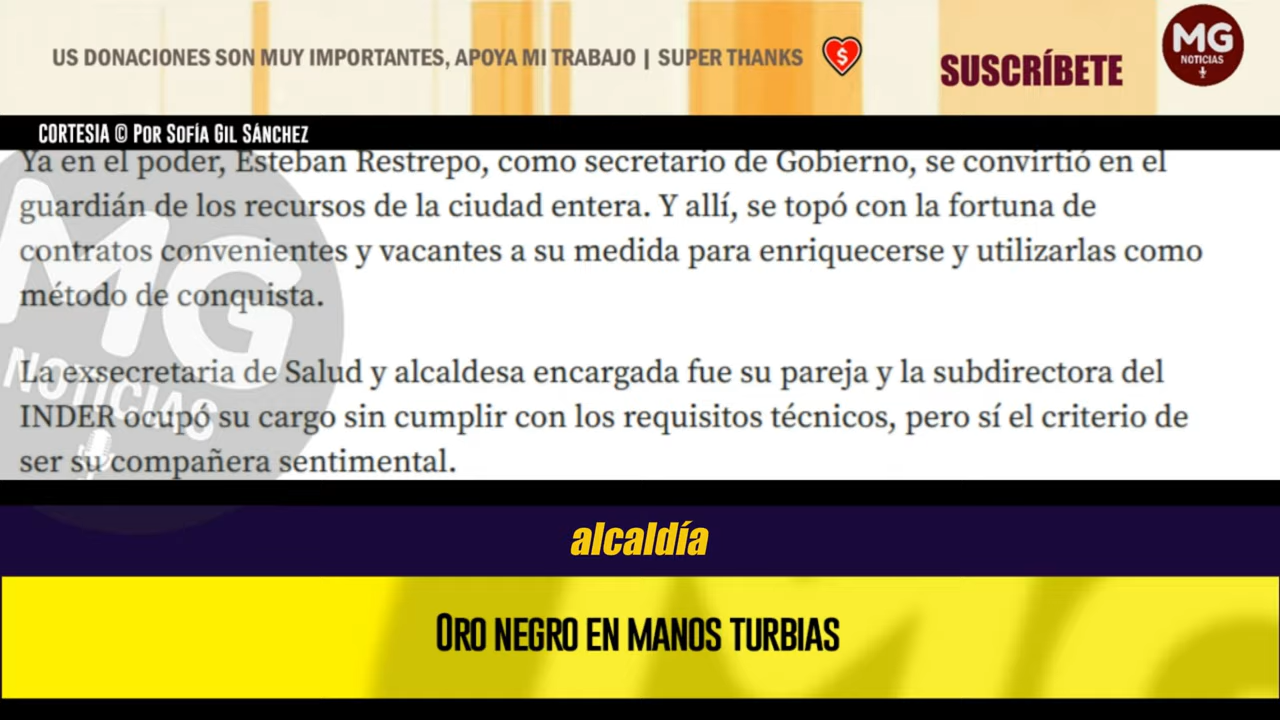 US DONACIONES SON MUY IMPORTANTES, APOYA MI TRABAJO | SUPER THANKS
$
SUSCRÍBETE
MG
NOTICIAS
CORTESIA © POR SOFÍA GIL SÁNCHEZ
Ya en el poder, Esteban Restrepo, como secretario de Gobierno, se convirtió en el
guardián de los recursos de la ciudad entera. Y allí, se topó con la fortuna de
contratos convenientes y vacantes a su medida para enriquecerse y utilizarlas como
método de conquista.
La exsecretaria de Salud y alcaldesa encargada fue su pareja y la subdirectora del
INDER ocupó su cargo sin cumplir con los requisitos técnicos, pero sí el criterio de
ser su compañera sentimental.
MG
NOTICIAS
alcaldía
ORO NEGRO EN MANOS TURBIAS